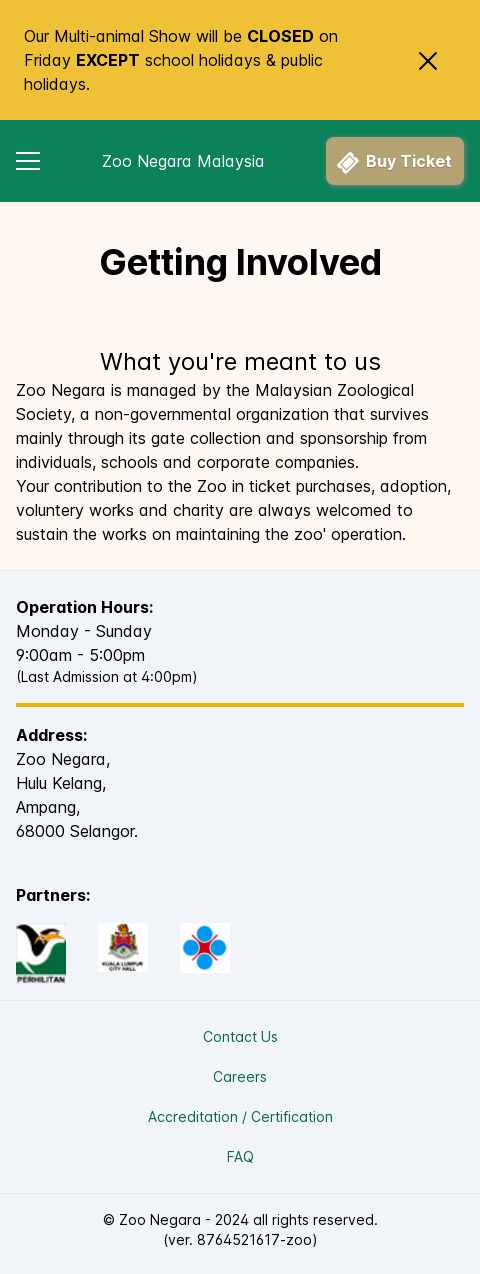 Our Multi-animal Show will be CLOSED on
Friday EXCEPT school holidays & public
holidays.
Zoo Negara Malaysia
Buy Ticket
Getting Involved
What you're meant to us
Zoo Negara is managed by the Malaysian Zoological
Society, a non-governmental organization that survives
mainly through its gate collection and sponsorship from
individuals, schools and corporate companies.
Your contribution to the Zoo in ticket purchases, adoption,
voluntery works and charity are always welcomed to
sustain the works on maintaining the zoo' operation.
Operation Hours:
Monday - Sunday
9:00am - 5:00pm
(Last Admission at 4:00pm)
Address:
Zoo Negara,
Hulu Kelang,
Ampang,
68000 Selangor.
Partners:
PERHILITAN
KUALA LUMPUR
CITY HALL
Contact Us
Careers
Accreditation / Certification
FAQ
© Zoo Negara - 2024 all rights reserved.
(ver. 8764521617-zoo)